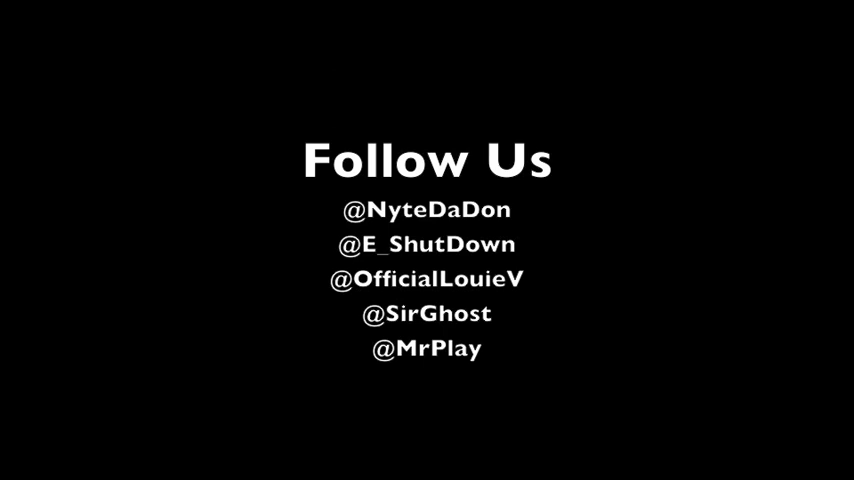 Follow Us
@NyteDaDon
@E_ShutDown
@OfficialLouieV
@SirGhost
@MrPlay